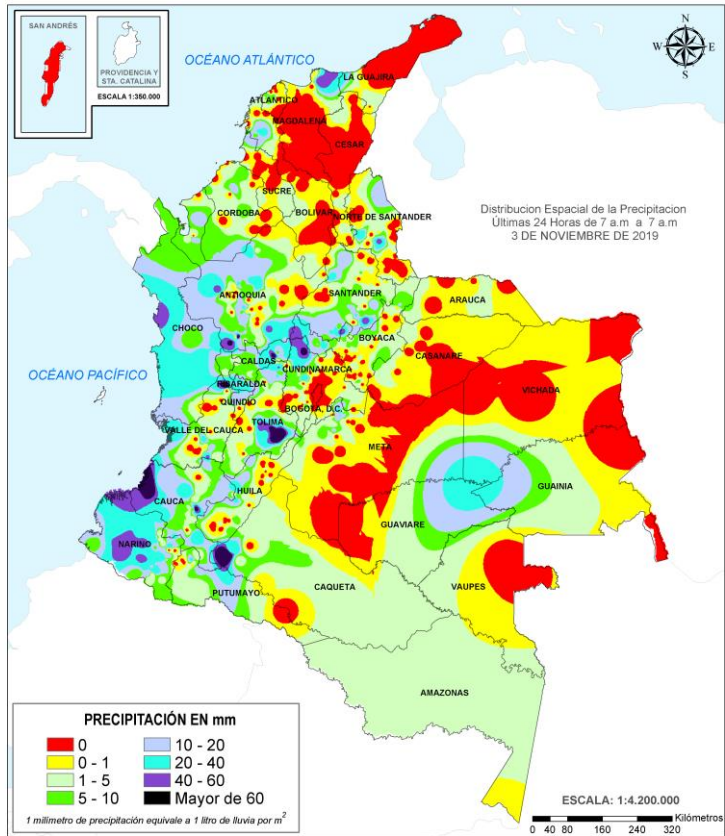 SAN ANDRÉS
PROVIDENCIA Y
STA. CATALINA
ESCALA 1:350.000
OCÉANO ATLÁNTICO
N
W E
S
LA GUAJIRA
ATLANTICO
MAGDALENA
CESAR
SUCRE
CORDOBA
BOLIVAR
NORTE DE SANTANDER
Distribucion Espacial de la Precipitacion
Últimas 24 Horas de 7 a.m a 7 a.m
3 DE NOVIEMBRE DE 2019
ANTIOQUIA
SANTANDER
ARAUCA
CHOCO
BOYACA
CASANARE
CALDAS
CUNDINAMARCA
OCÉANO PACÍFICO
RISARALDA
VICHADA
QUINDIO
BOGOTA, D.C.
TOLIMA
VALLE DEL CAUCA
META
HUILA
GUAINIA
CAUCA
GUAVIARE
NARIÑO
VAUPES
CAQUETA
PUTUMAYO
AMAZONAS
PRECIPITACIÓN EN mm
0 10 - 20
0 - 1 20 - 40
1 - 5 40 - 60
5 - 10 Mayor de 60
1 milímetro de precipitación equivale a 1 litro de lluvia por m²
ESCALA: 1:4.200.000
Kilómetros
0 40 80 160 240 320